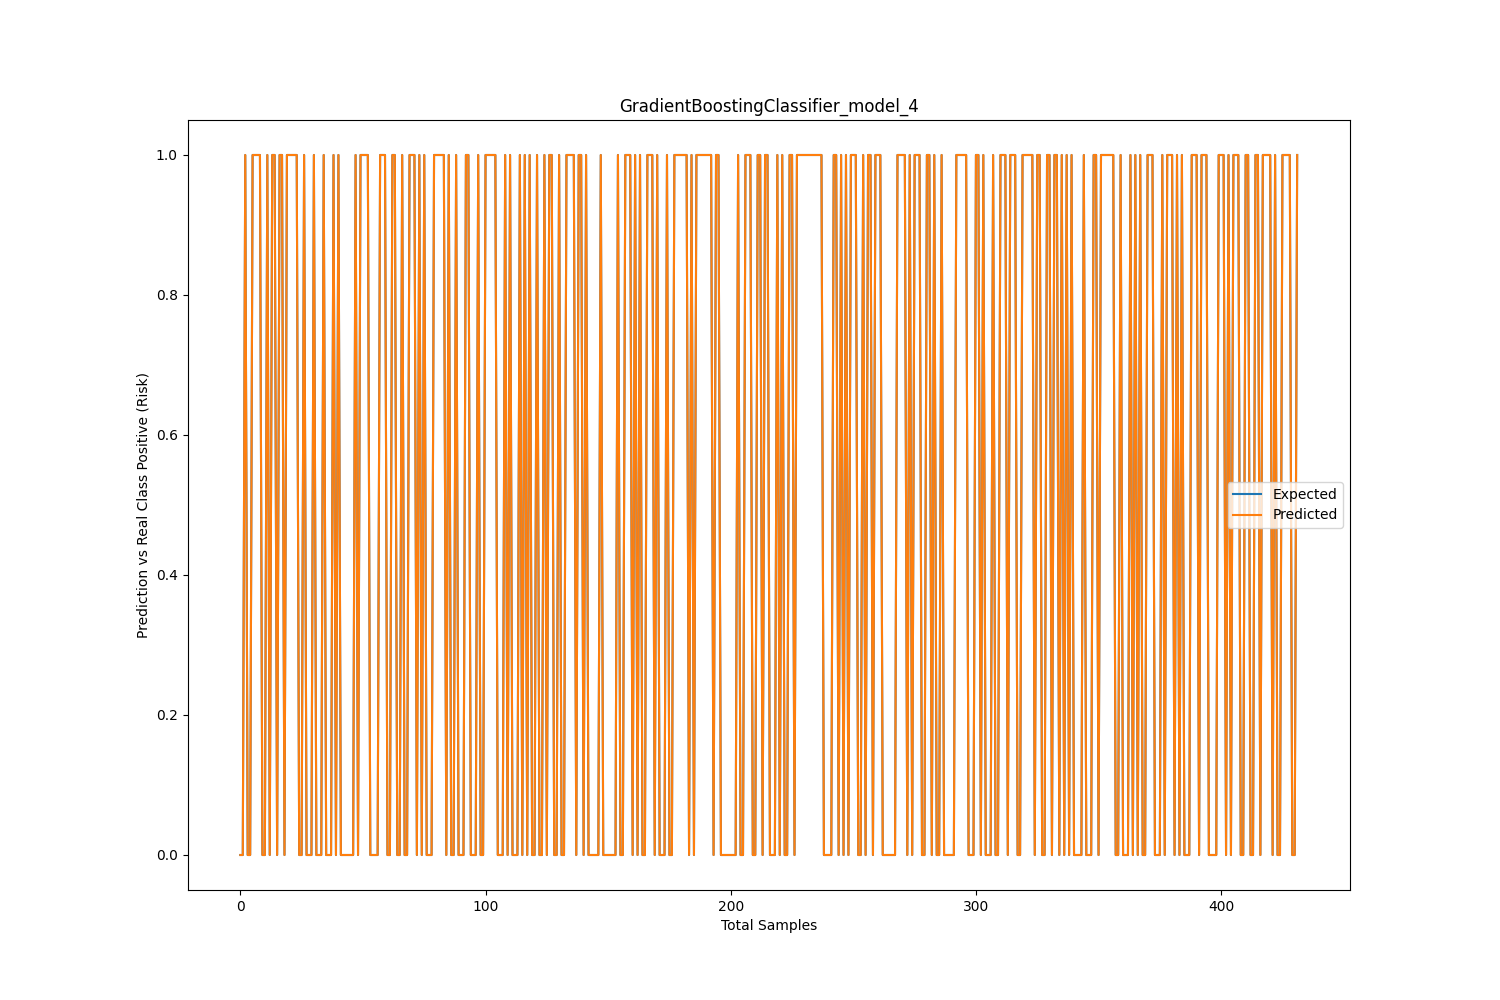 GradientBoostingClassifier_model_4
1.0
0.8
0.6
0.4
0.2
0.0
Prediction vs Real Class Positive (Risk)
Expected
Predicted
0 100 200 300 400
Total Samples